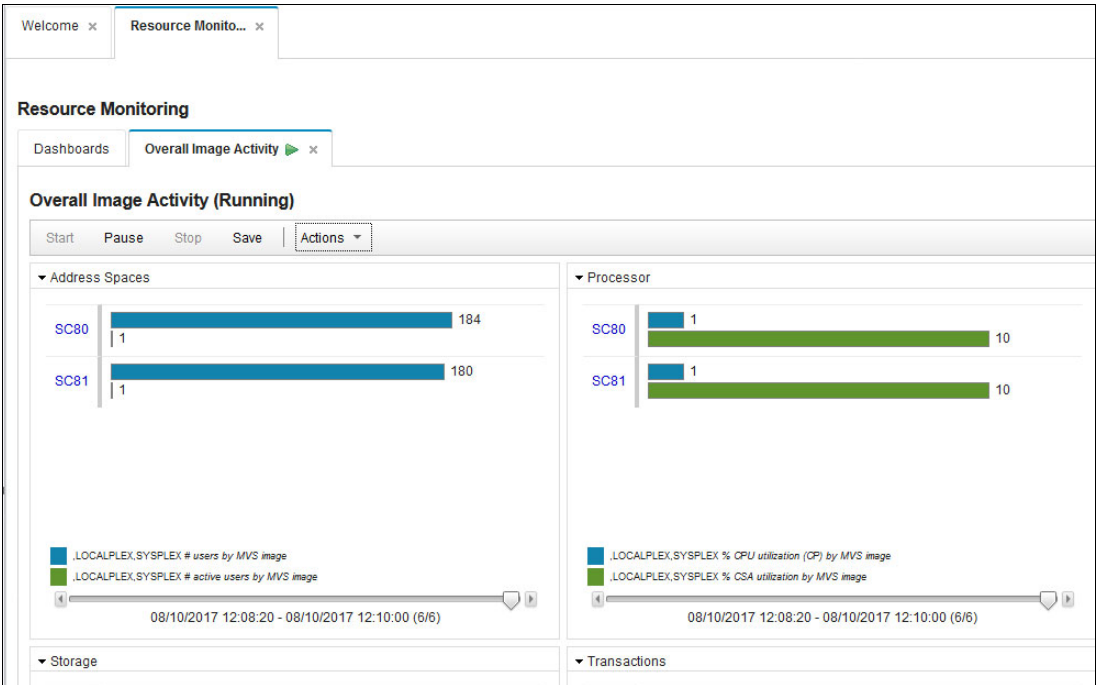 Welcome ×
Resource Monito... ×
Resource Monitoring
Dashboards
Overall Image Activity ×
Overall Image Activity (Running)
Start Pause Stop Save Actions
Address Spaces
SC80
184
1
SC81
180
1
,LOCALPLEX,SYSPLEX # users by MVS image
,LOCALPLEX,SYSPLEX # active users by MVS image
08/10/2017 12:08:20 - 08/10/2017 12:10:00 (6/6)
Processor
SC80
1
10
SC81
1
10
,LOCALPLEX,SYSPLEX % CPU utilization (CP) by MVS image
,LOCALPLEX,SYSPLEX % CSA utilization by MVS image
08/10/2017 12:08:20 - 08/10/2017 12:10:00 (6/6)
Storage
Transactions